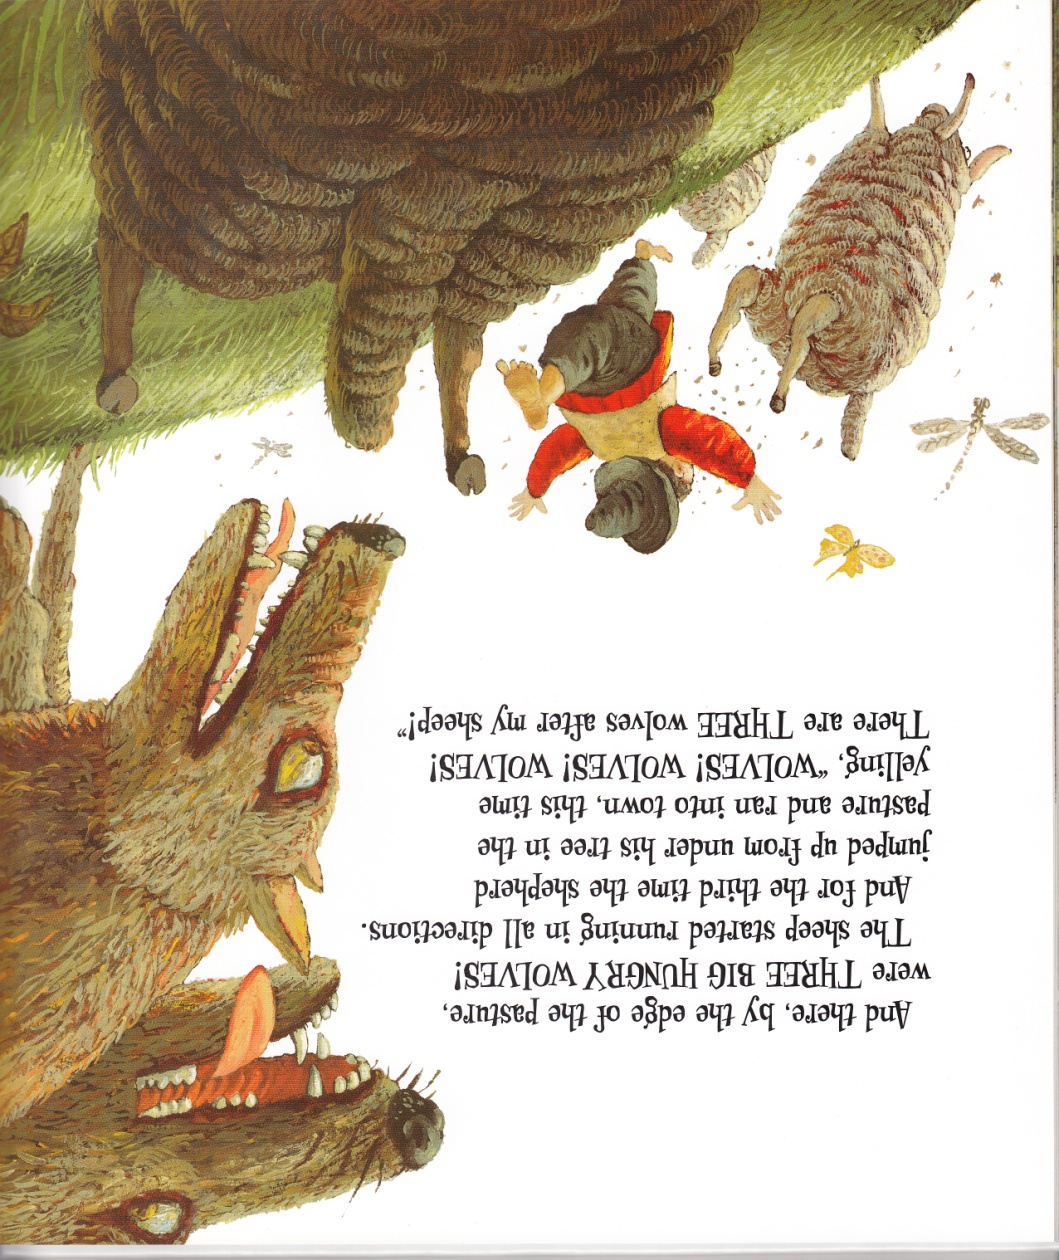 And there, by the edge of the pasture,
were THREE BIG HUNGRY WOLVES!
The sheep started running in all directions.
And for the third time the shepherd
jumped up from under his tree in the
pasture and ran into town, this time
yelling, “WOLVES! WOLVES! WOLVES!
There are THREE wolves after my sheep!”